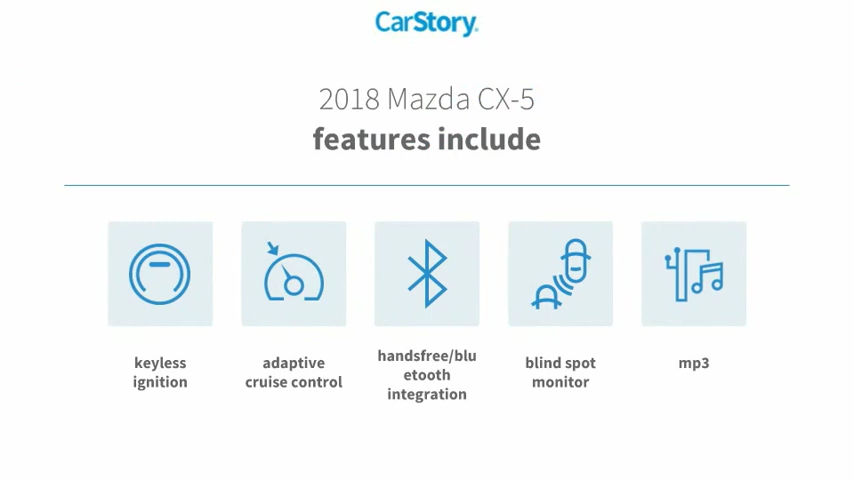 CarStory.
2018 Mazda CX-5
features include
keyless
ignition
adaptive
cruise control
handsfree/blu
etooth
integration
blind spot
monitor
mp3